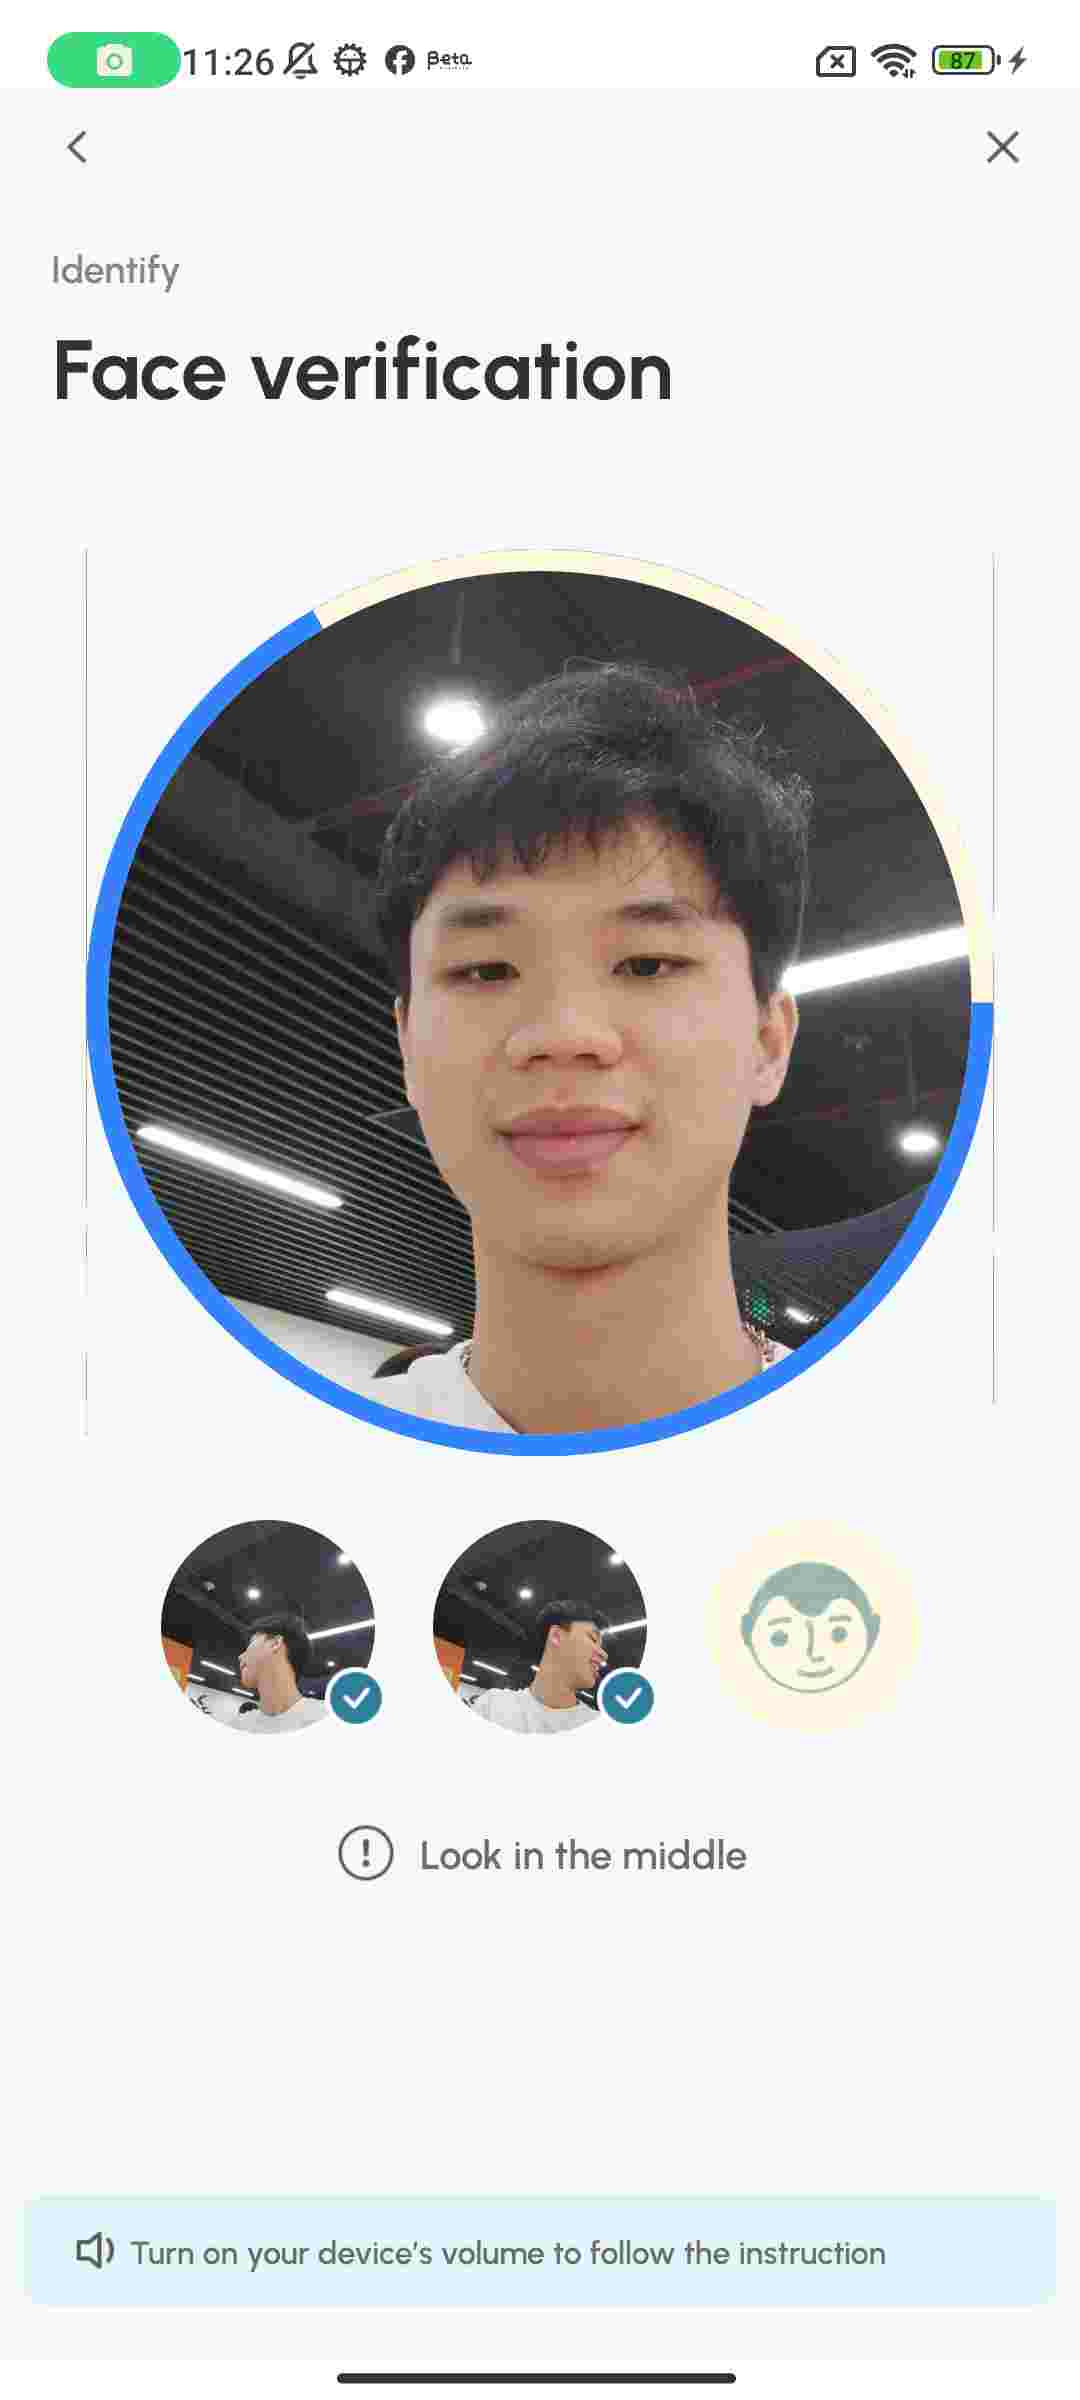 11:26 Beta 87
Identify
Face verification
Look in the middle
Turn on your device's volume to follow the instruction